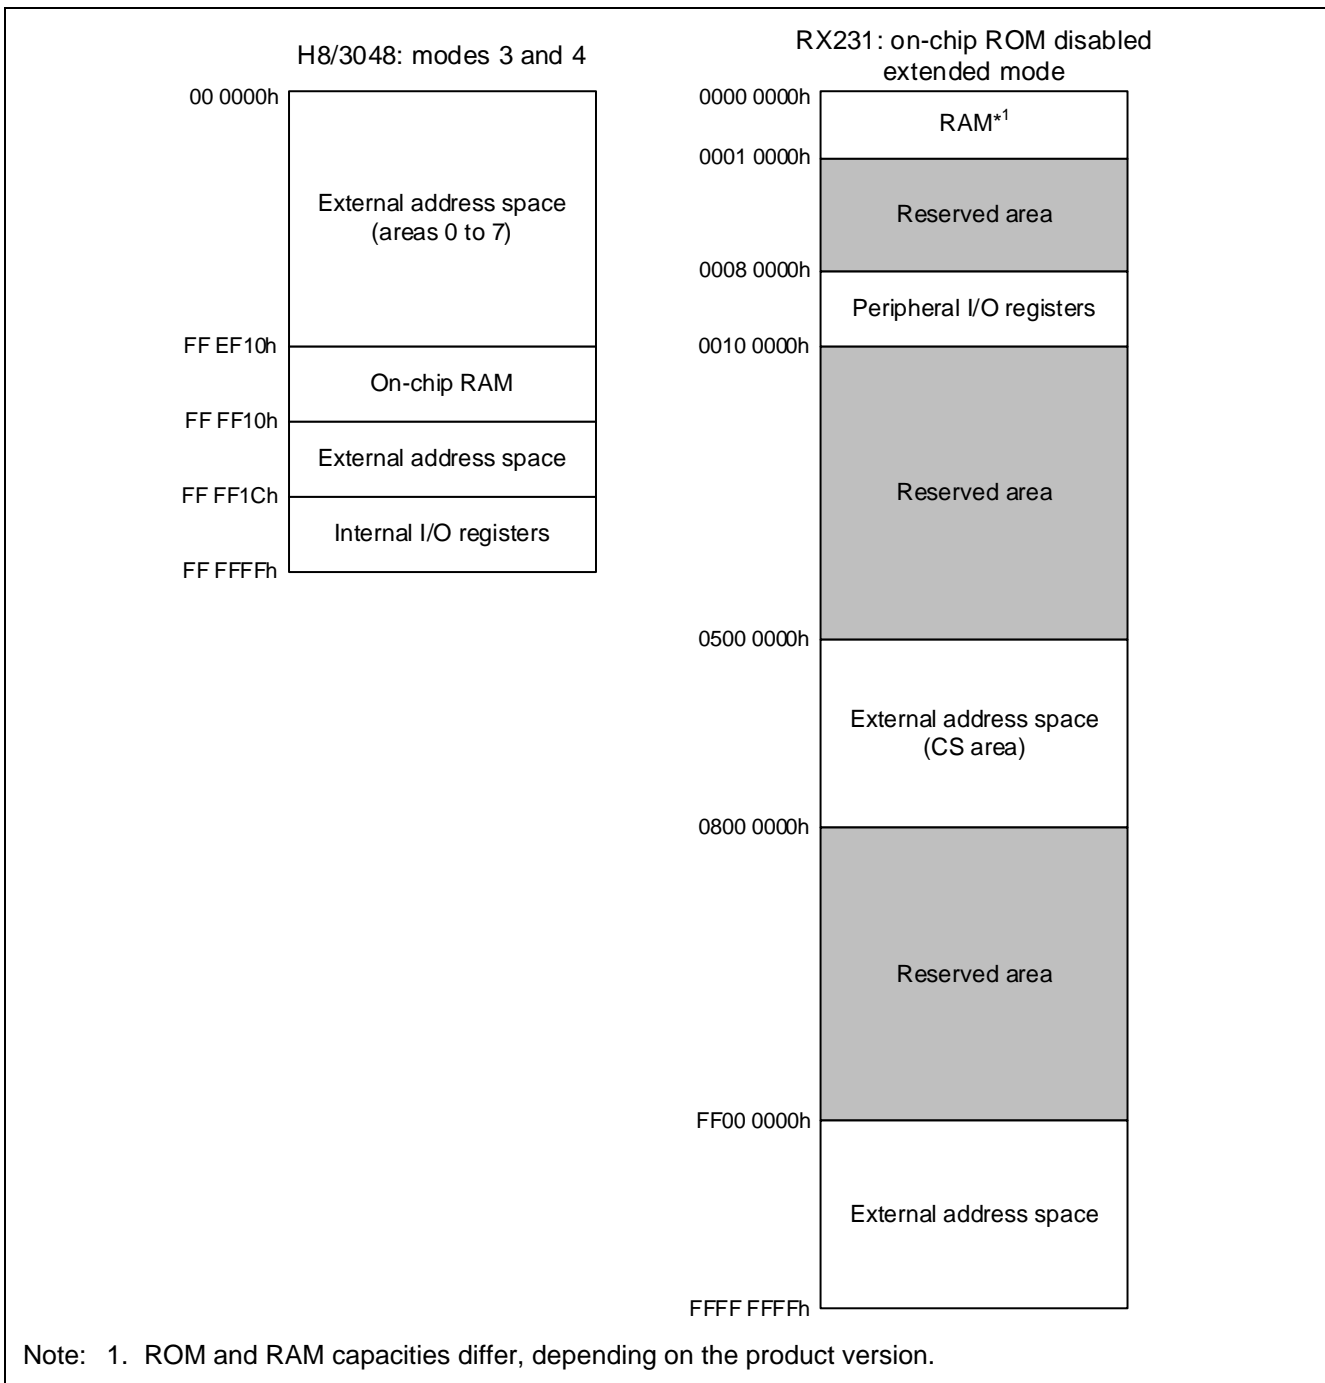 H8/3048: modes 3 and 4
00 0000h
External address space
(areas 0 to 7)
FF EF10h
On-chip RAM
FF FF10h
External address space
FF FF1Ch
Internal I/O registers
FF FFFFh
RX231: on-chip ROM disabled
extended mode
0000 0000h
RAM*1
0001 0000h
Reserved area
0008 0000h
Peripheral I/O registers
0010 0000h
Reserved area
0500 0000h
External address space
(CS area)
0800 0000h
Reserved area
FF00 0000h
External address space
FFFF FFFFh
Note: 1. ROM and RAM capacities differ, depending on the product version.